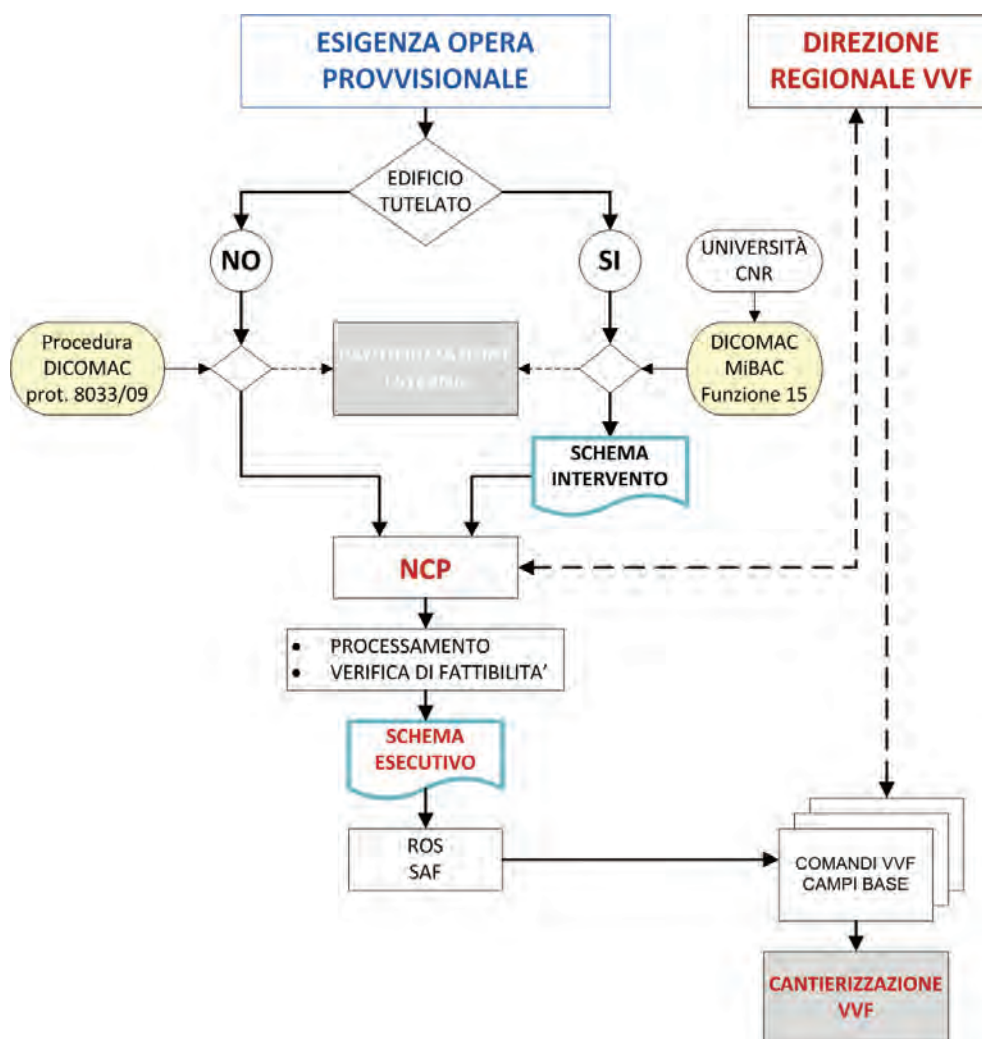 ESIGENZA OPERA
PROVVISIONALE
DIREZIONE
REGIONALE VVF
EDIFICIO
TUTELATO
NO
SI
UNIVERSITÀ
CNR
Procedura
DICOMAC
prot. 8033/09
DICOMAC
MiBAC
Funzione 15
SCHEMA
INTERVENTO
NCP
• PROCESSAMENTO
• VERIFICA DI FATTIBILITA'
SCHEMA
ESECUTIVO
ROS
SAF
COMANDI VVF
CAMPI BASE
CANTIERIZZAZIONE
VVF